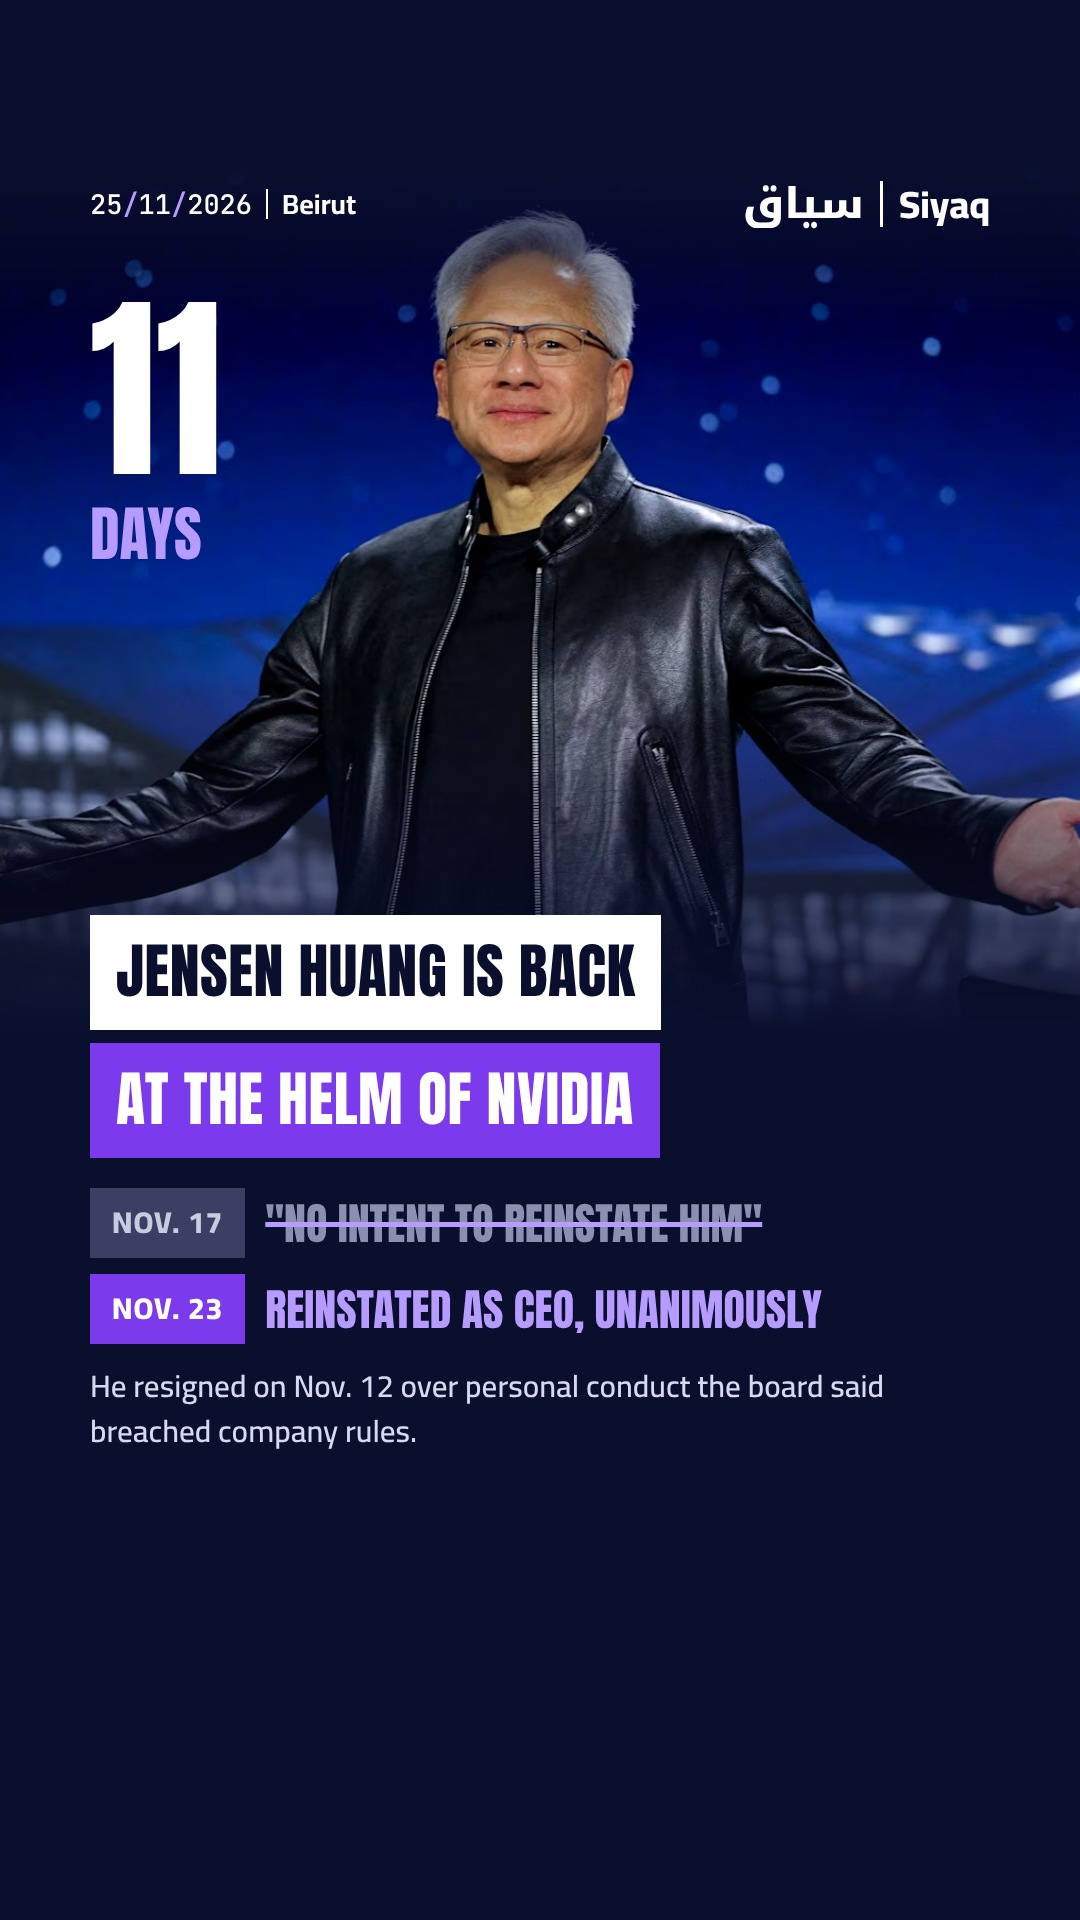 25/11/2026 | Beirut
سياق | Siyaq
11
DAYS
JENSEN HUANG IS BACK
AT THE HELM OF NVIDIA
NOV. 17 "NO INTENT TO REINSTATE HIM"
NOV. 23 REINSTATED AS CEO, UNANIMOUSLY
He resigned on Nov. 12 over personal conduct the board said
breached company rules.